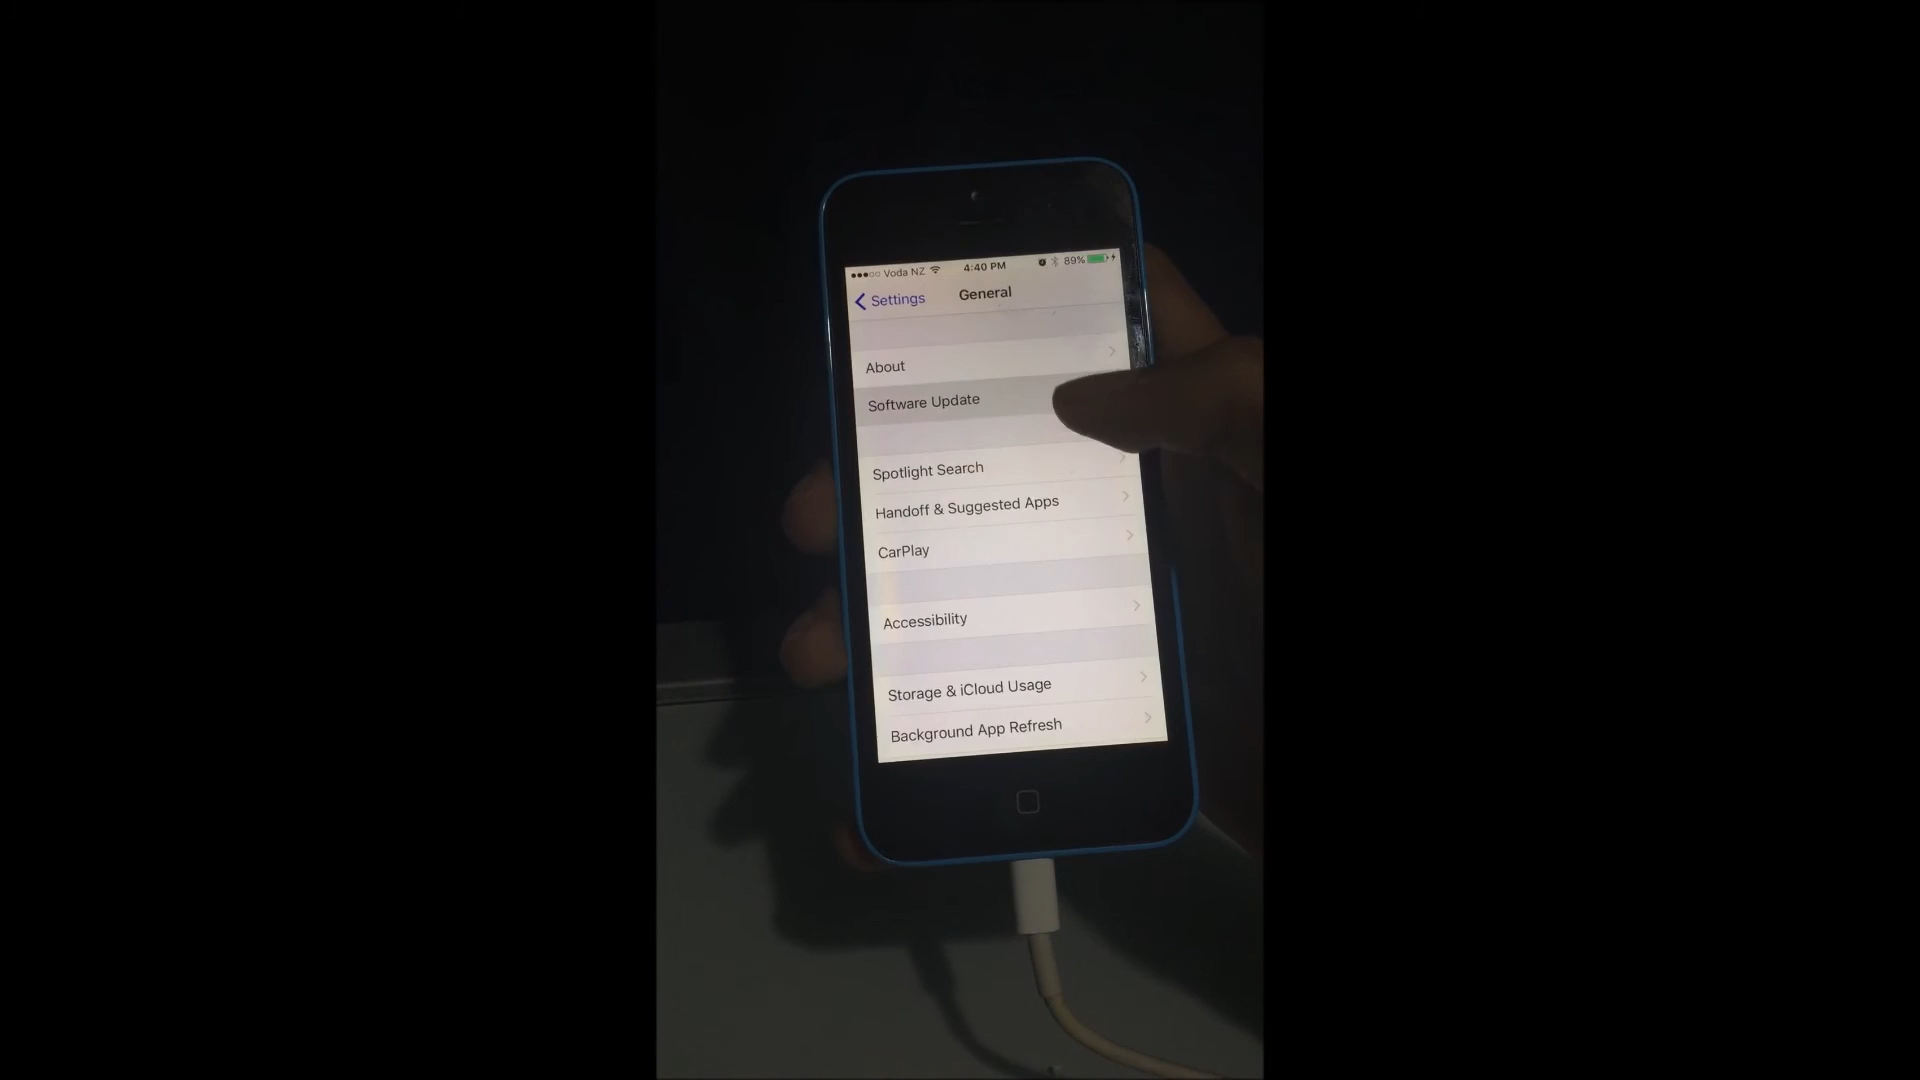 Voda NZ 4:40 PM 89%
Settings General
About
Software Update
Spotlight Search
Handoff & Suggested Apps
CarPlay
Accessibility
Storage & iCloud Usage
Background App Refresh